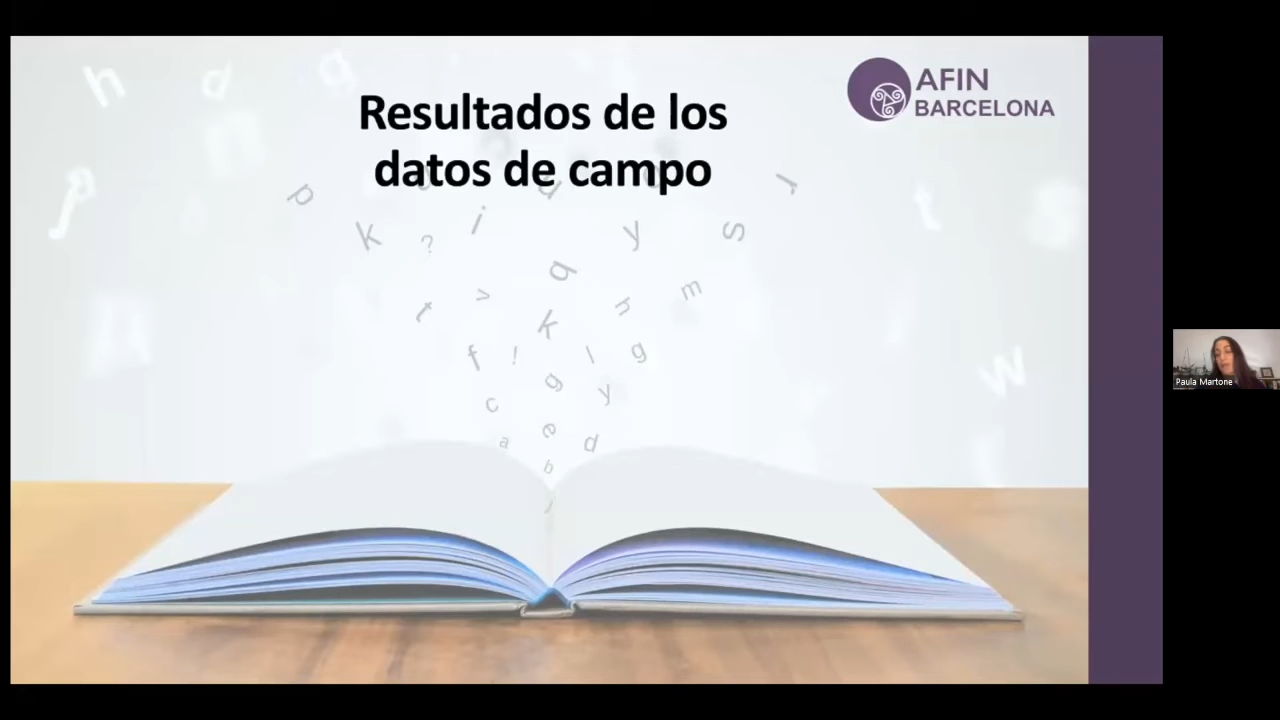 Resultados de los
datos de campo
AFIN
BARCELONA
Paula Martone